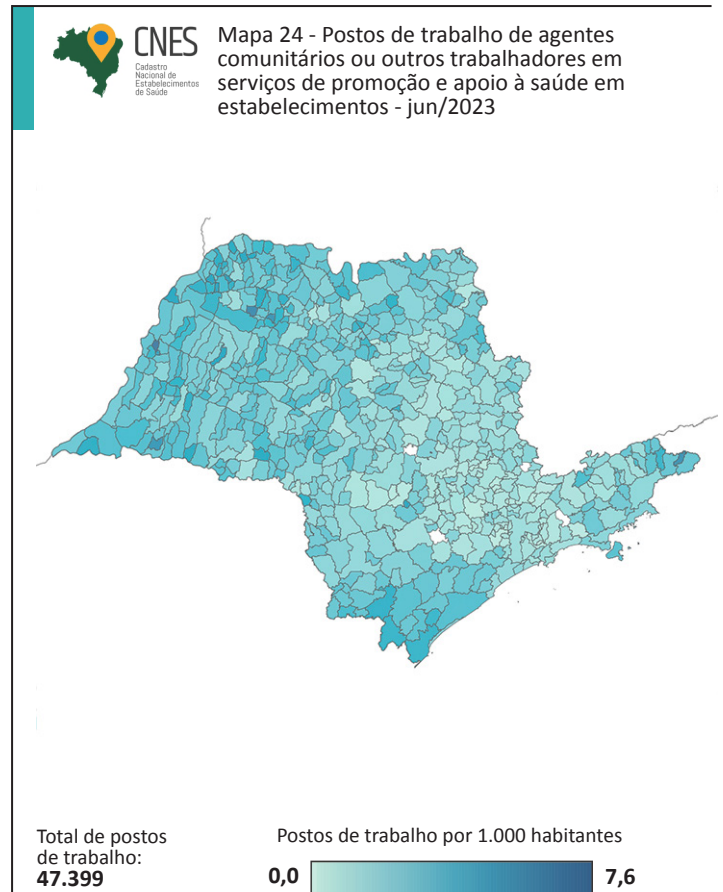 CNES
Cadastro
Nacional de
Estabelecimentos
de Saúde
Mapa 24 - Postos de trabalho de agentes
comunitários ou outros trabalhadores em
serviços de promoção e apoio à saúde em
estabelecimentos - jun/2023
Total de postos
de trabalho:
47.399
Postos de trabalho por 1.000 habitantes
0,0
7,6